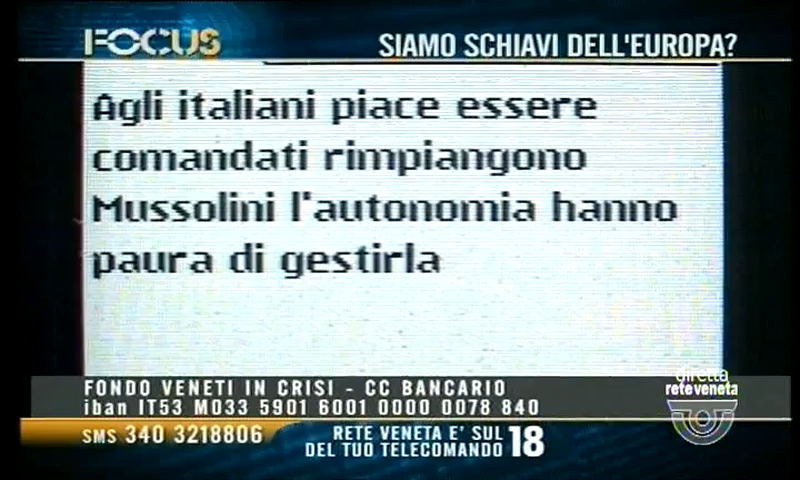 FOCUS
SIAMO SCHIAVI DELL'EUROPA?
Agli italiani piace essere
comandati rimpiangono
Mussolini l'autonomia hanno
paura di gestirla
FONDO VENETI IN CRISI - CC BANCARIO
iban IT53 M033 5901 6001 0000 0078 840
diretta
reteveneta
SMS 340 3218806
RETE VENETA E' SUL
DEL TUO TELECOMANDO 18